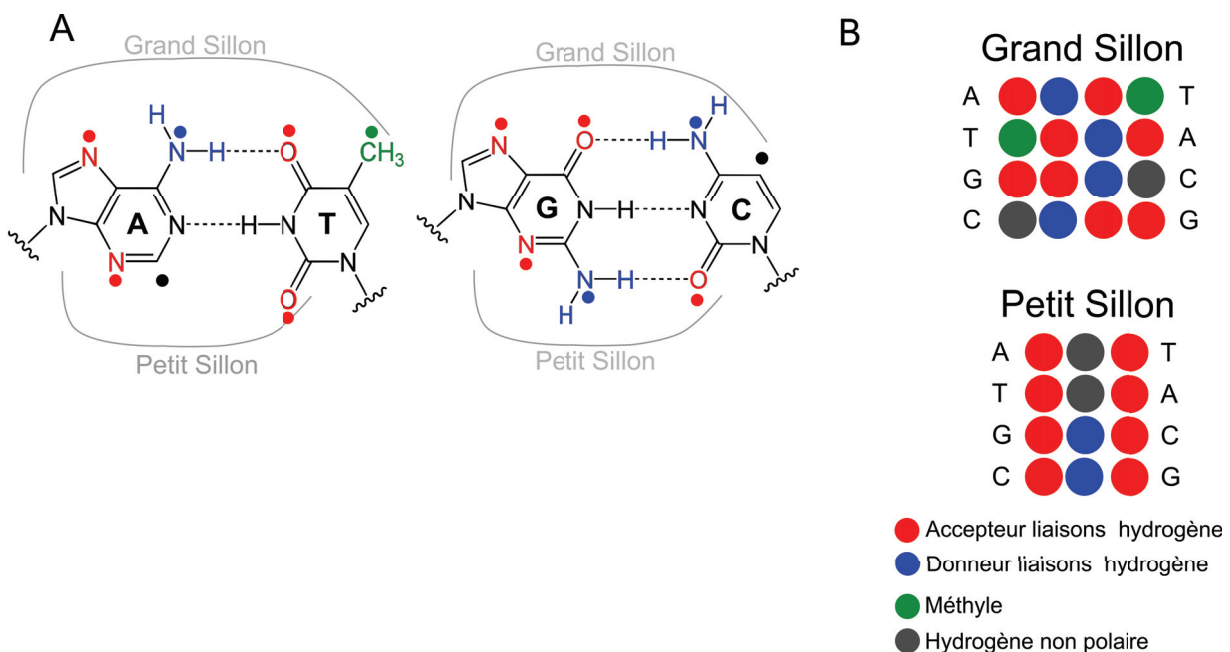 A
Grand Sillon
Grand Sillon
H
H
N
N
H
O
CH₃
A
N
H
N
T
N
N
N
O
Petit Sillon
H
N
O
H
N
G
N
H
N
C
N
N
N
H
O
N
H
Petit Sillon
B
Grand Sillon
A T
T A
G C
C G
Petit Sillon
A T
T A
G C
C G
Accepteur liaisons hydrogène
Donneur liaisons hydrogène
Méthyle
Hydrogène non polaire